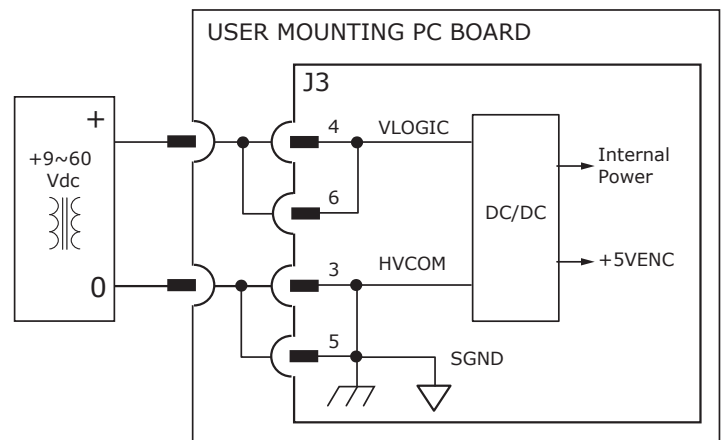 USER MOUNTING PC BOARD
J3
+
+9~60
Vdc
0
4
VLOGIC
6
3
HVCOM
5
SGND
DC/DC
Internal
Power
+5VENC